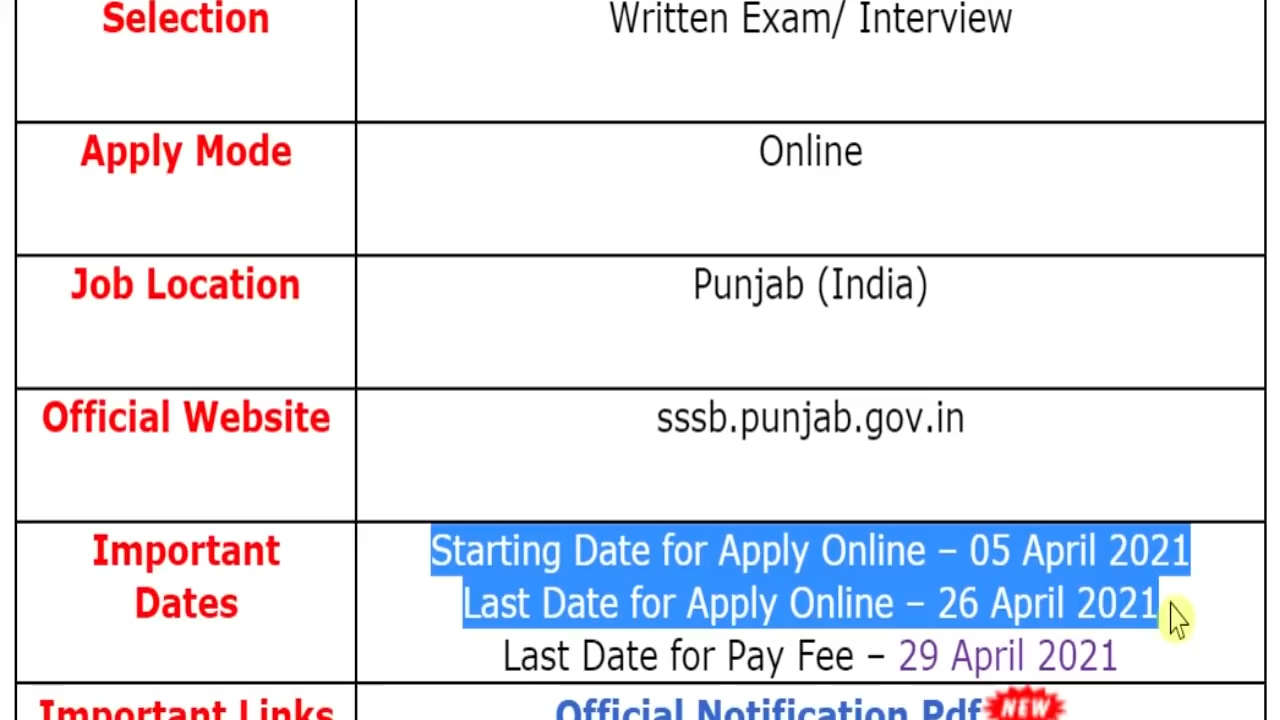 Selection
Written Exam/ Interview
Apply Mode
Online
Job Location
Punjab (India)
Official Website
sssb.punjab.gov.in
Important
Dates
Starting Date for Apply Online – 05 April 2021
Last Date for Apply Online – 26 April 2021
Last Date for Pay Fee – 29 April 2021
Important Links
Official Notification Pdf NEW